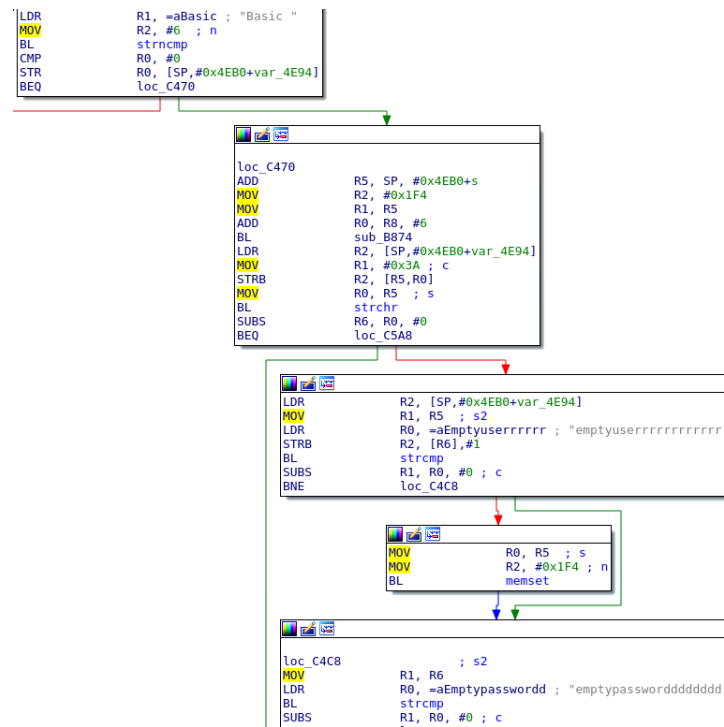 LDR R1, =aBasic ; "Basic "
MOV R2, #6 ; n
BL strncmp
CMP R0, #0
STR R0, [SP,#0x4EB0+var_4E94]
BEQ loc_C470
loc_C470
ADD R5, SP, #0x4EB0+s
MOV R2, #0x1F4
MOV R1, R5
ADD R0, R8, #6
BL sub_B874
LDR R2, [SP,#0x4EB0+var_4E94]
MOV R1, #0x3A ; c
STRB R2, [R5,R0]
MOV R0, R5 ; s
BL strchr
SUBS R6, R0, #0
BEQ loc_C5A8
LDR R2, [SP,#0x4EB0+var_4E94]
MOV R1, R5 ; s2
LDR R0, =aEmptyuserrrrrr ; "emptyuserrrrrrrrrrrr
STRB R2, [R6],#1
BL strcmp
SUBS R1, R0, #0 ; c
BNE loc_C4C8
MOV R0, R5 ; s
MOV R2, #0x1F4 ; n
BL memset
loc_C4C8 ; s2
MOV R1, R6
LDR R0, =aEmptypasswordd ; "emptypassworddddddddd
BL strcmp
SUBS R1, R0, #0 ; c